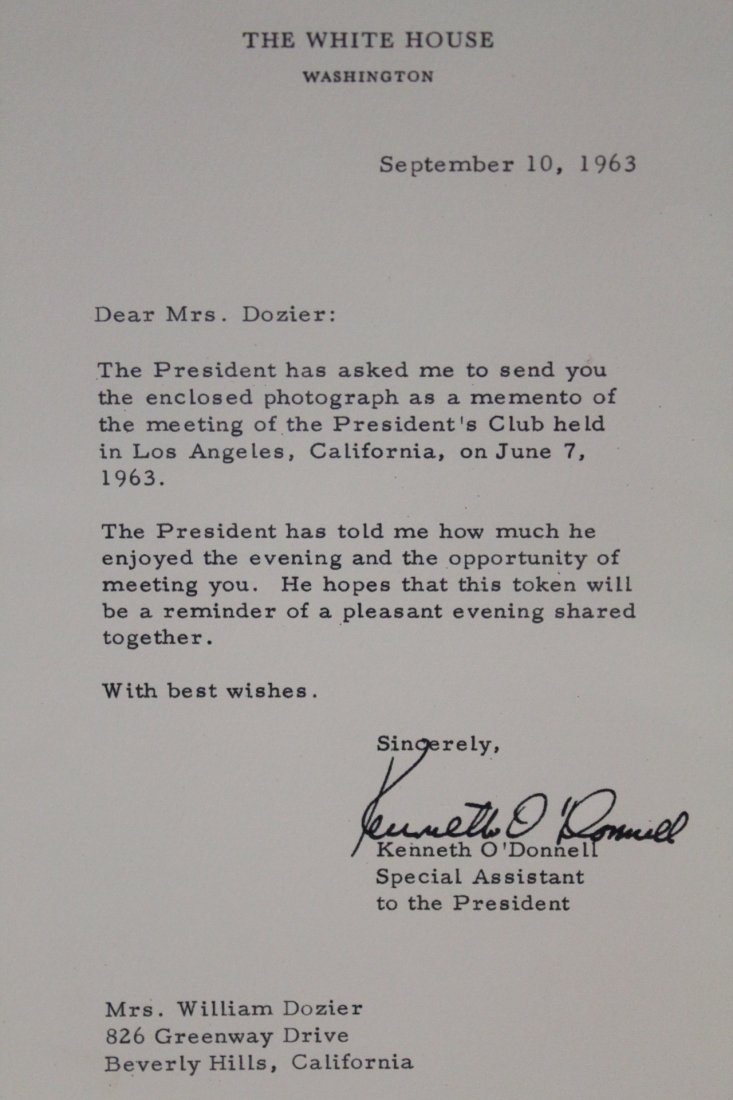 THE WHITE HOUSE
WASHINGTON
September 10, 1963
Dear Mrs. Dozier:
The President has asked me to send you
the enclosed photograph as a memento of
the meeting of the President's Club held
in Los Angeles, California, on June 7,
1963.
The President has told me how much he
enjoyed the evening and the opportunity of
meeting you. He hopes that this token will
be a reminder of a pleasant evening shared
together.
With best wishes.
Sincerely,
Kenneth O'Donnell
Kenneth O'Donnell
Special Assistant
to the President
Mrs. William Dozier
826 Greenway Drive
Beverly Hills, California